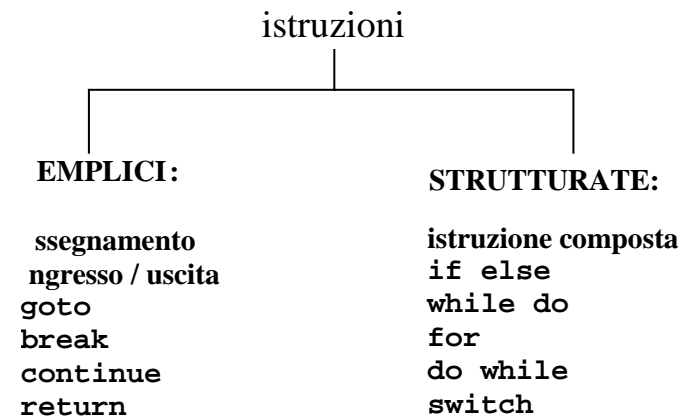 istruzioni
EMPLICI:
ssegnamento
ngresso / uscita
goto
break
continue
return
STRUTTURATE:
istruzione composta
if else
while do
for
do while
switch